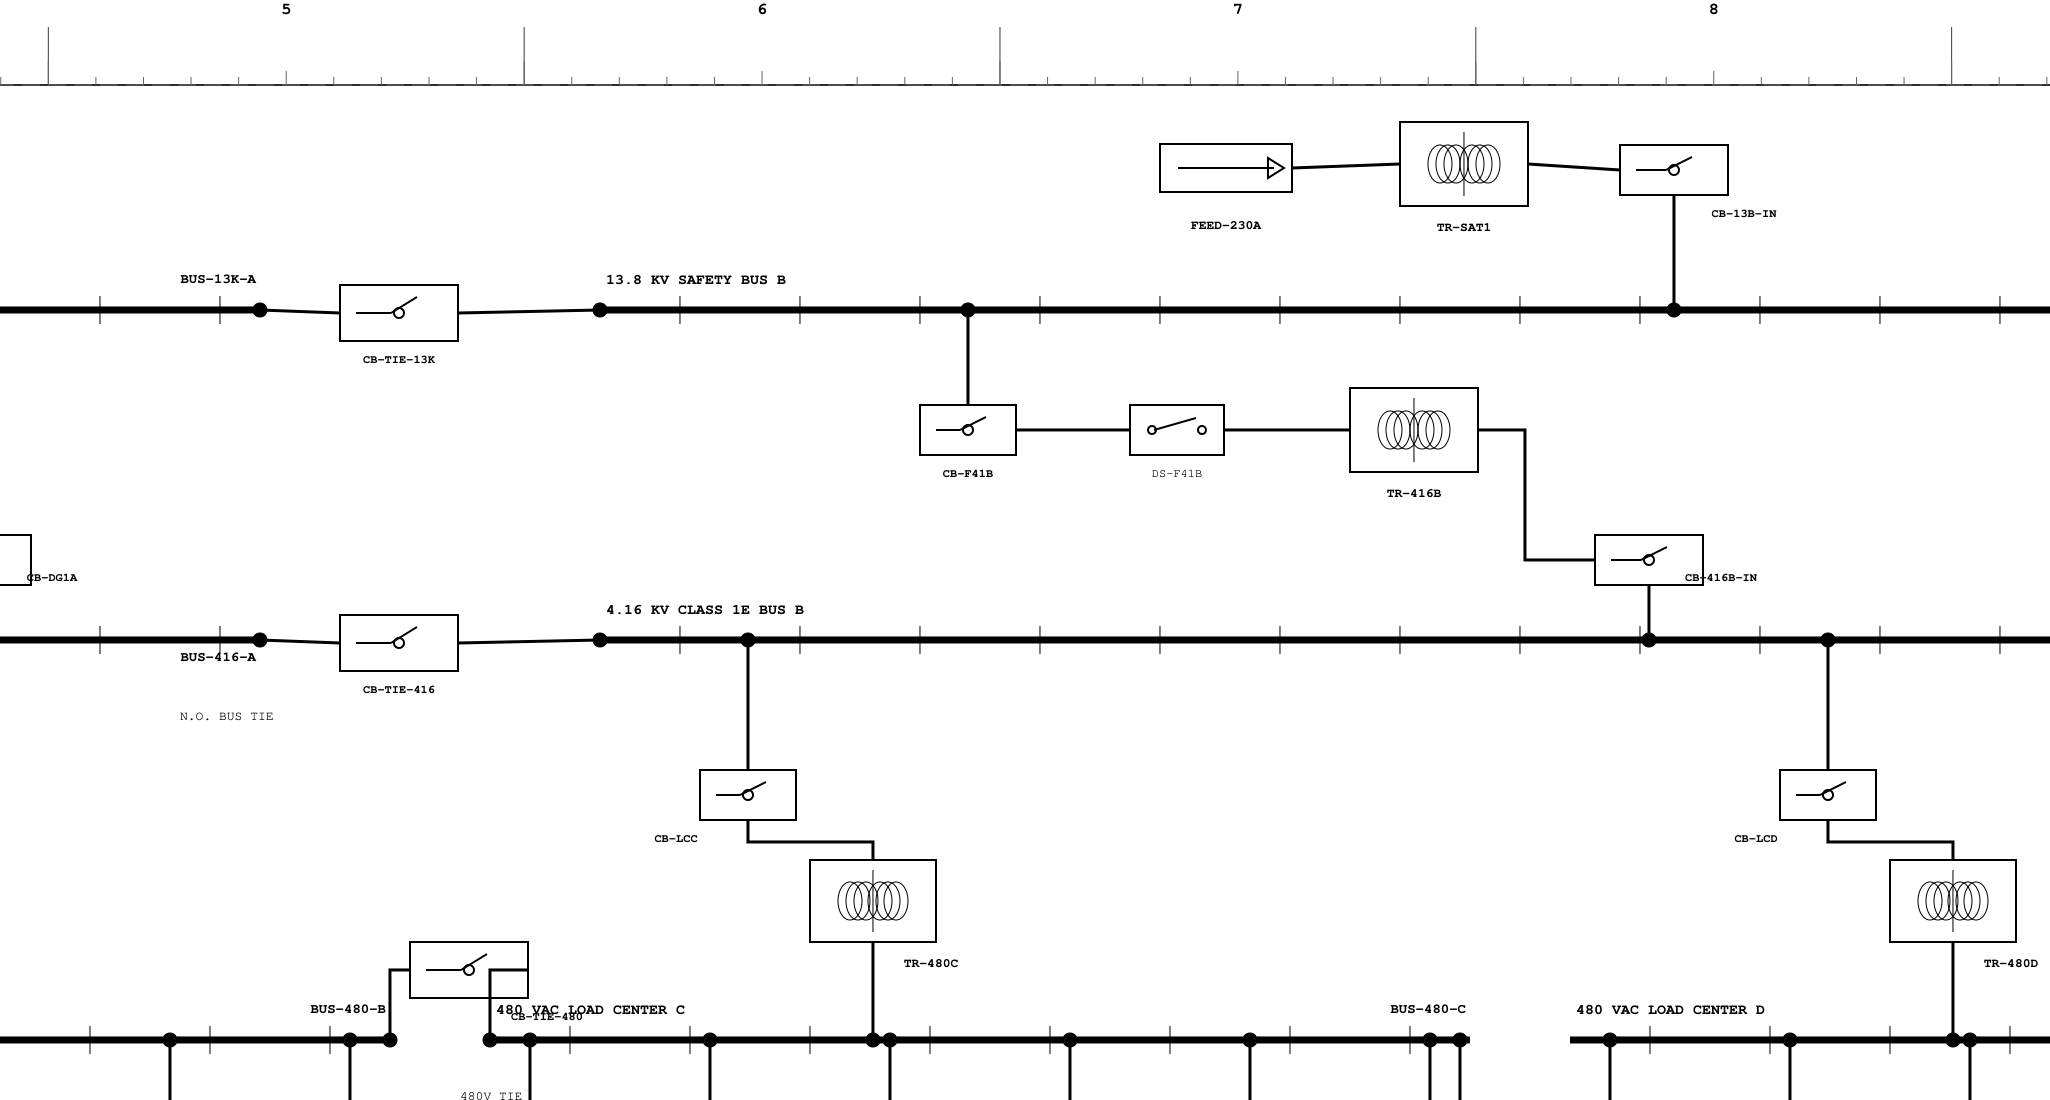 5
6
7
8
FEED-230A
TR-SAT1
CB-13B-IN
BUS-13K-A
13.8 KV SAFETY BUS B
CB-TIE-13K
CB-F41B
DS-F41B
TR-416B
CB-DG1A
CB-416B-IN
4.16 KV CLASS 1E BUS B
BUS-416-A
CB-TIE-416
N.O. BUS TIE
CB-LCC
CB-LCD
TR-480C
TR-480D
BUS-480-B
480 VAC LOAD CENTER C
CB-TIE-480
BUS-480-C
480 VAC LOAD CENTER D
480V TIE